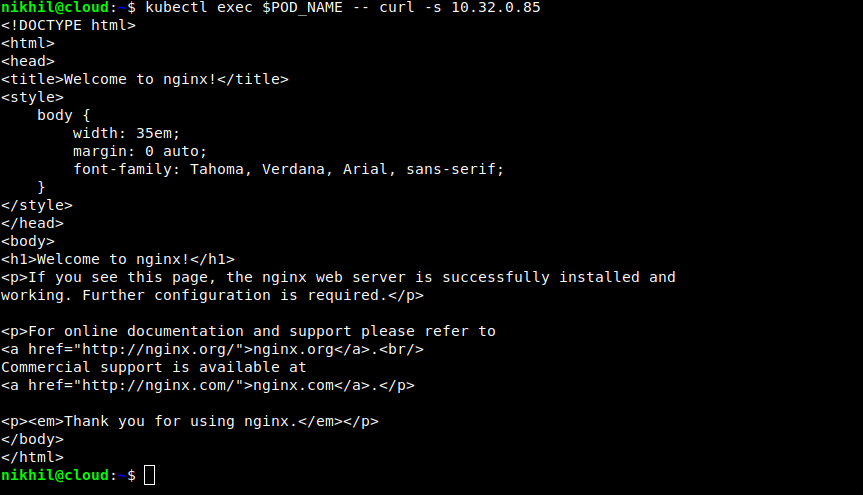 nikhil@cloud:~$ kubectl exec $POD_NAME -- curl -s 10.32.0.85
<!DOCTYPE html>
<html>
<head>
<title>Welcome to nginx!</title>
<style>
    body {
        width: 35em;
        margin: 0 auto;
        font-family: Tahoma, Verdana, Arial, sans-serif;
    }
</style>
</head>
<body>
<h1>Welcome to nginx!</h1>
<p>If you see this page, the nginx web server is successfully installed and
working. Further configuration is required.</p>

<p>For online documentation and support please refer to
<a href="http://nginx.org/">nginx.org</a>.<br/>
Commercial support is available at
<a href="http://nginx.com/">nginx.com</a>.</p>

<p><em>Thank you for using nginx.</em></p>
</body>
</html>
nikhil@cloud:~$